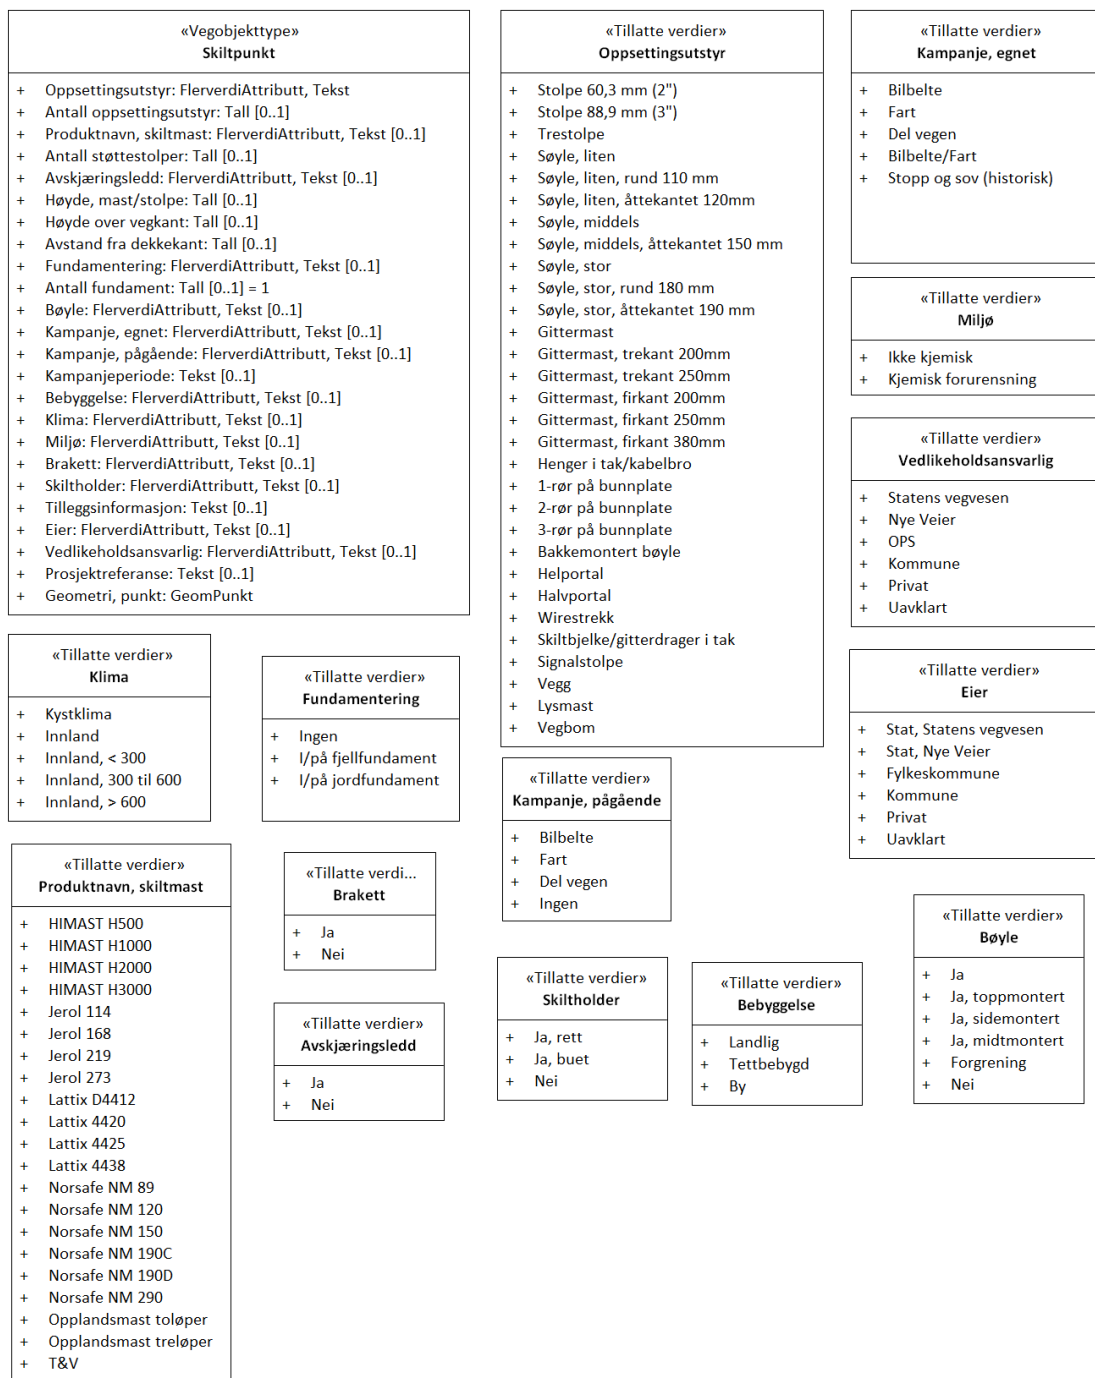 «Vegobjekttype»
Skiltpunkt
+ Oppsettingsutstyr: FlerverdiAttributt, Tekst
+ Antall oppsettingsutstyr: Tall [0..1]
+ Produktnavn, skiltmast: FlerverdiAttributt, Tekst [0..1]
+ Antall støttestolper: Tall [0..1]
+ Avskjæringsledd: FlerverdiAttributt, Tekst [0..1]
+ Høyde, mast/stolpe: Tall [0..1]
+ Høyde over vegkant: Tall [0..1]
+ Avstand fra dekkekant: Tall [0..1]
+ Fundamentering: FlerverdiAttributt, Tekst [0..1]
+ Antall fundament: Tall [0..1] = 1
+ Bøyle: FlerverdiAttributt, Tekst [0..1]
+ Kampanje, egnet: FlerverdiAttributt, Tekst [0..1]
+ Kampanje, pågående: FlerverdiAttributt, Tekst [0..1]
+ Kampanjeperiode: Tekst [0..1]
+ Bebyggelse: FlerverdiAttributt, Tekst [0..1]
+ Klima: FlerverdiAttributt, Tekst [0..1]
+ Miljø: FlerverdiAttributt, Tekst [0..1]
+ Brakett: FlerverdiAttributt, Tekst [0..1]
+ Skiltholder: FlerverdiAttributt, Tekst [0..1]
+ Tilleggsinformasjon: Tekst [0..1]
+ Eier: FlerverdiAttributt, Tekst [0..1]
+ Vedlikeholdsansvarlig: FlerverdiAttributt, Tekst [0..1]
+ Prosjektreferanse: Tekst [0..1]
+ Geometri, punkt: GeomPunkt
«Tillatte verdier»
Oppsettingsutstyr
+ Stolpe 60,3 mm (2")
+ Stolpe 88,9 mm (3")
+ Trestolpe
+ Søyle, liten
+ Søyle, liten, rund 110 mm
+ Søyle, liten, åttekantet 120mm
+ Søyle, middels
+ Søyle, middels, åttekantet 150 mm
+ Søyle, stor
+ Søyle, stor, rund 180 mm
+ Søyle, stor, åttekantet 190 mm
+ Gittermast
+ Gittermast, trekant 200mm
+ Gittermast, trekant 250mm
+ Gittermast, firkant 200mm
+ Gittermast, firkant 250mm
+ Gittermast, firkant 380mm
+ Henger i tak/kabelbro
+ 1-rør på bunnplate
+ 2-rør på bunnplate
+ 3-rør på bunnplate
+ Bakkemontert bøyle
+ Helportal
+ Halvportal
+ Wirestrekk
+ Skiltbjelke/gitterdrager i tak
+ Signalstolpe
+ Vegg
+ Lysmast
+ Vegbom
«Tillatte verdier»
Kampanje, egnet
+ Bilbelte
+ Fart
+ Del vegen
+ Bilbelte/Fart
+ Stopp og sov (historisk)
«Tillatte verdier»
Miljø
+ Ikke kjemisk
+ Kjemisk forurensning
«Tillatte verdier»
Vedlikeholdsansvarlig
+ Statens vegvesen
+ Nye Veier
+ OPS
+ Kommune
+ Privat
+ Uavklart
«Tillatte verdier»
Klima
+ Kystklima
+ Innland
+ Innland, < 300
+ Innland, 300 til 600
+ Innland, > 600
«Tillatte verdier»
Fundamentering
+ Ingen
+ I/på fjellfundament
+ I/på jordfundament
«Tillatte verdier»
Eier
+ Stat, Statens vegvesen
+ Stat, Nye Veier
+ Fylkeskommune
+ Kommune
+ Privat
+ Uavklart
«Tillatte verdier»
Kampanje, pågående
+ Bilbelte
+ Fart
+ Del vegen
+ Ingen
«Tillatte verdier»
Produktnavn, skiltmast
+ HIMAST H500
+ HIMAST H1000
+ HIMAST H2000
+ HIMAST H3000
+ Jerol 114
+ Jerol 168
+ Jerol 219
+ Jerol 273
+ Lattix D4412
+ Lattix 4420
+ Lattix 4425
+ Lattix 4438
+ Norsafe NM 89
+ Norsafe NM 120
+ Norsafe NM 150
+ Norsafe NM 190C
+ Norsafe NM 190D
+ Norsafe NM 290
+ Opplandsmast toløper
+ Opplandsmast treløper
+ T&V
«Tillatte verdi...
Brakett
+ Ja
+ Nei
«Tillatte verdier»
Avskjæringsledd
+ Ja
+ Nei
«Tillatte verdier»
Skiltholder
+ Ja, rett
+ Ja, buet
+ Nei
«Tillatte verdier»
Bebyggelse
+ Landlig
+ Tettbebygd
+ By
«Tillatte verdier»
Bøyle
+ Ja
+ Ja, toppmontert
+ Ja, sidemontert
+ Ja, midtmontert
+ Forgrening
+ Nei